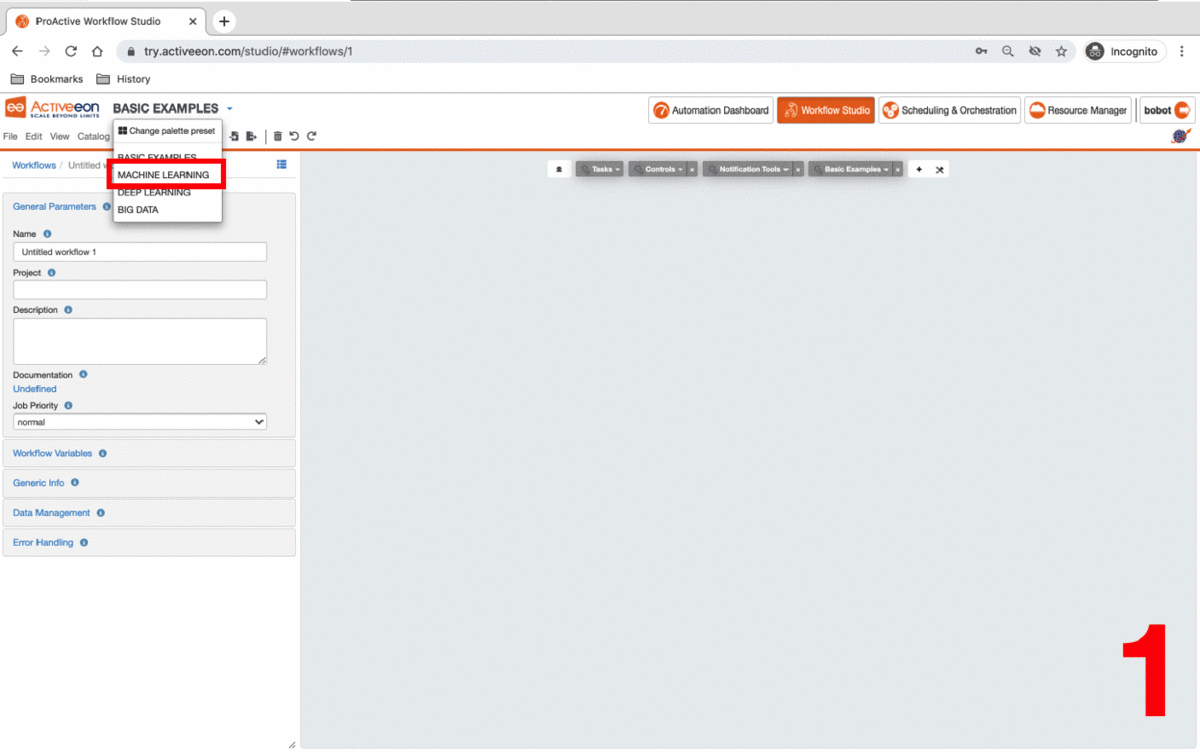 ProActive Workflow Studio
try.activeeon.com/studio/#workflows/1
Incognito
Bookmarks
History
Activeeon
SCALE BEYOND LIMITS
BASIC EXAMPLES
Automation Dashboard
Workflow Studio
Scheduling & Orchestration
Resource Manager
bobot
File Edit View Catalog
Change palette preset
BASIC EXAMPLES
MACHINE LEARNING
DEEP LEARNING
BIG DATA
Workflows / Untitled
Tasks
Controls
Notification Tools
Basic Examples
General Parameters
Name
Untitled workflow 1
Project
Description
Documentation
Undefined
Job Priority
normal
Workflow Variables
Generic Info
Data Management
Error Handling
1